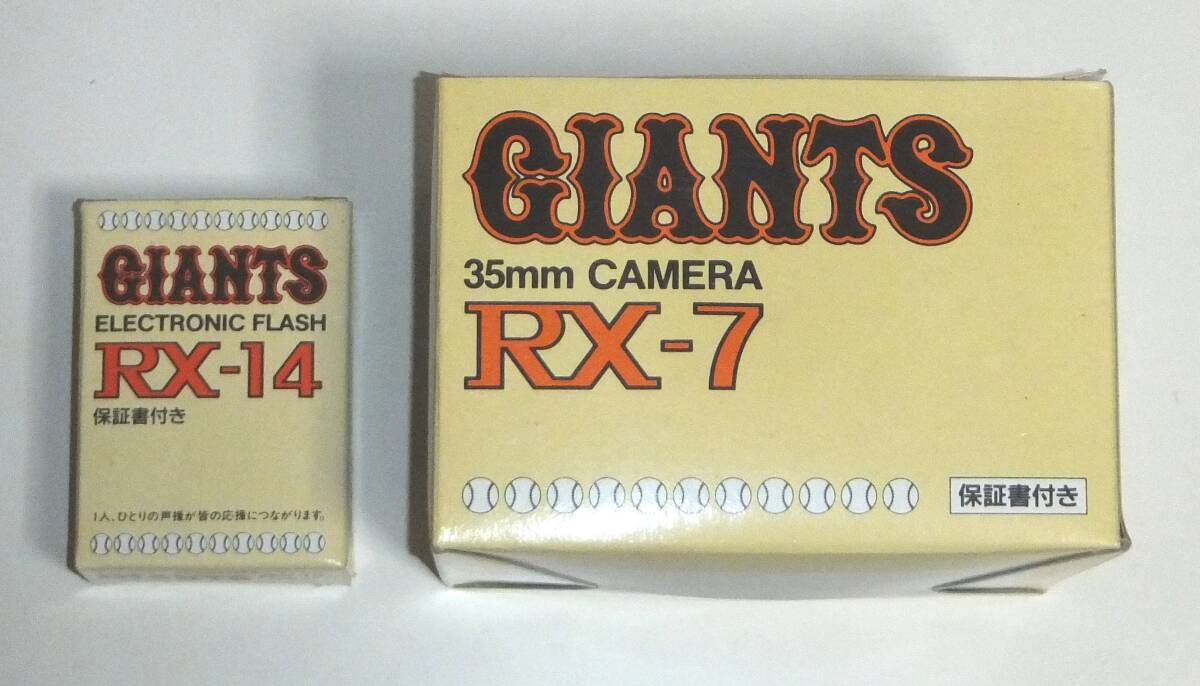 GIANTS
ELECTRONIC FLASH
RX-14
保証書付き
1人、ひとりの声援が皆の応援につながります。
GIANTS
35mm CAMERA
RX-7
保証書付き